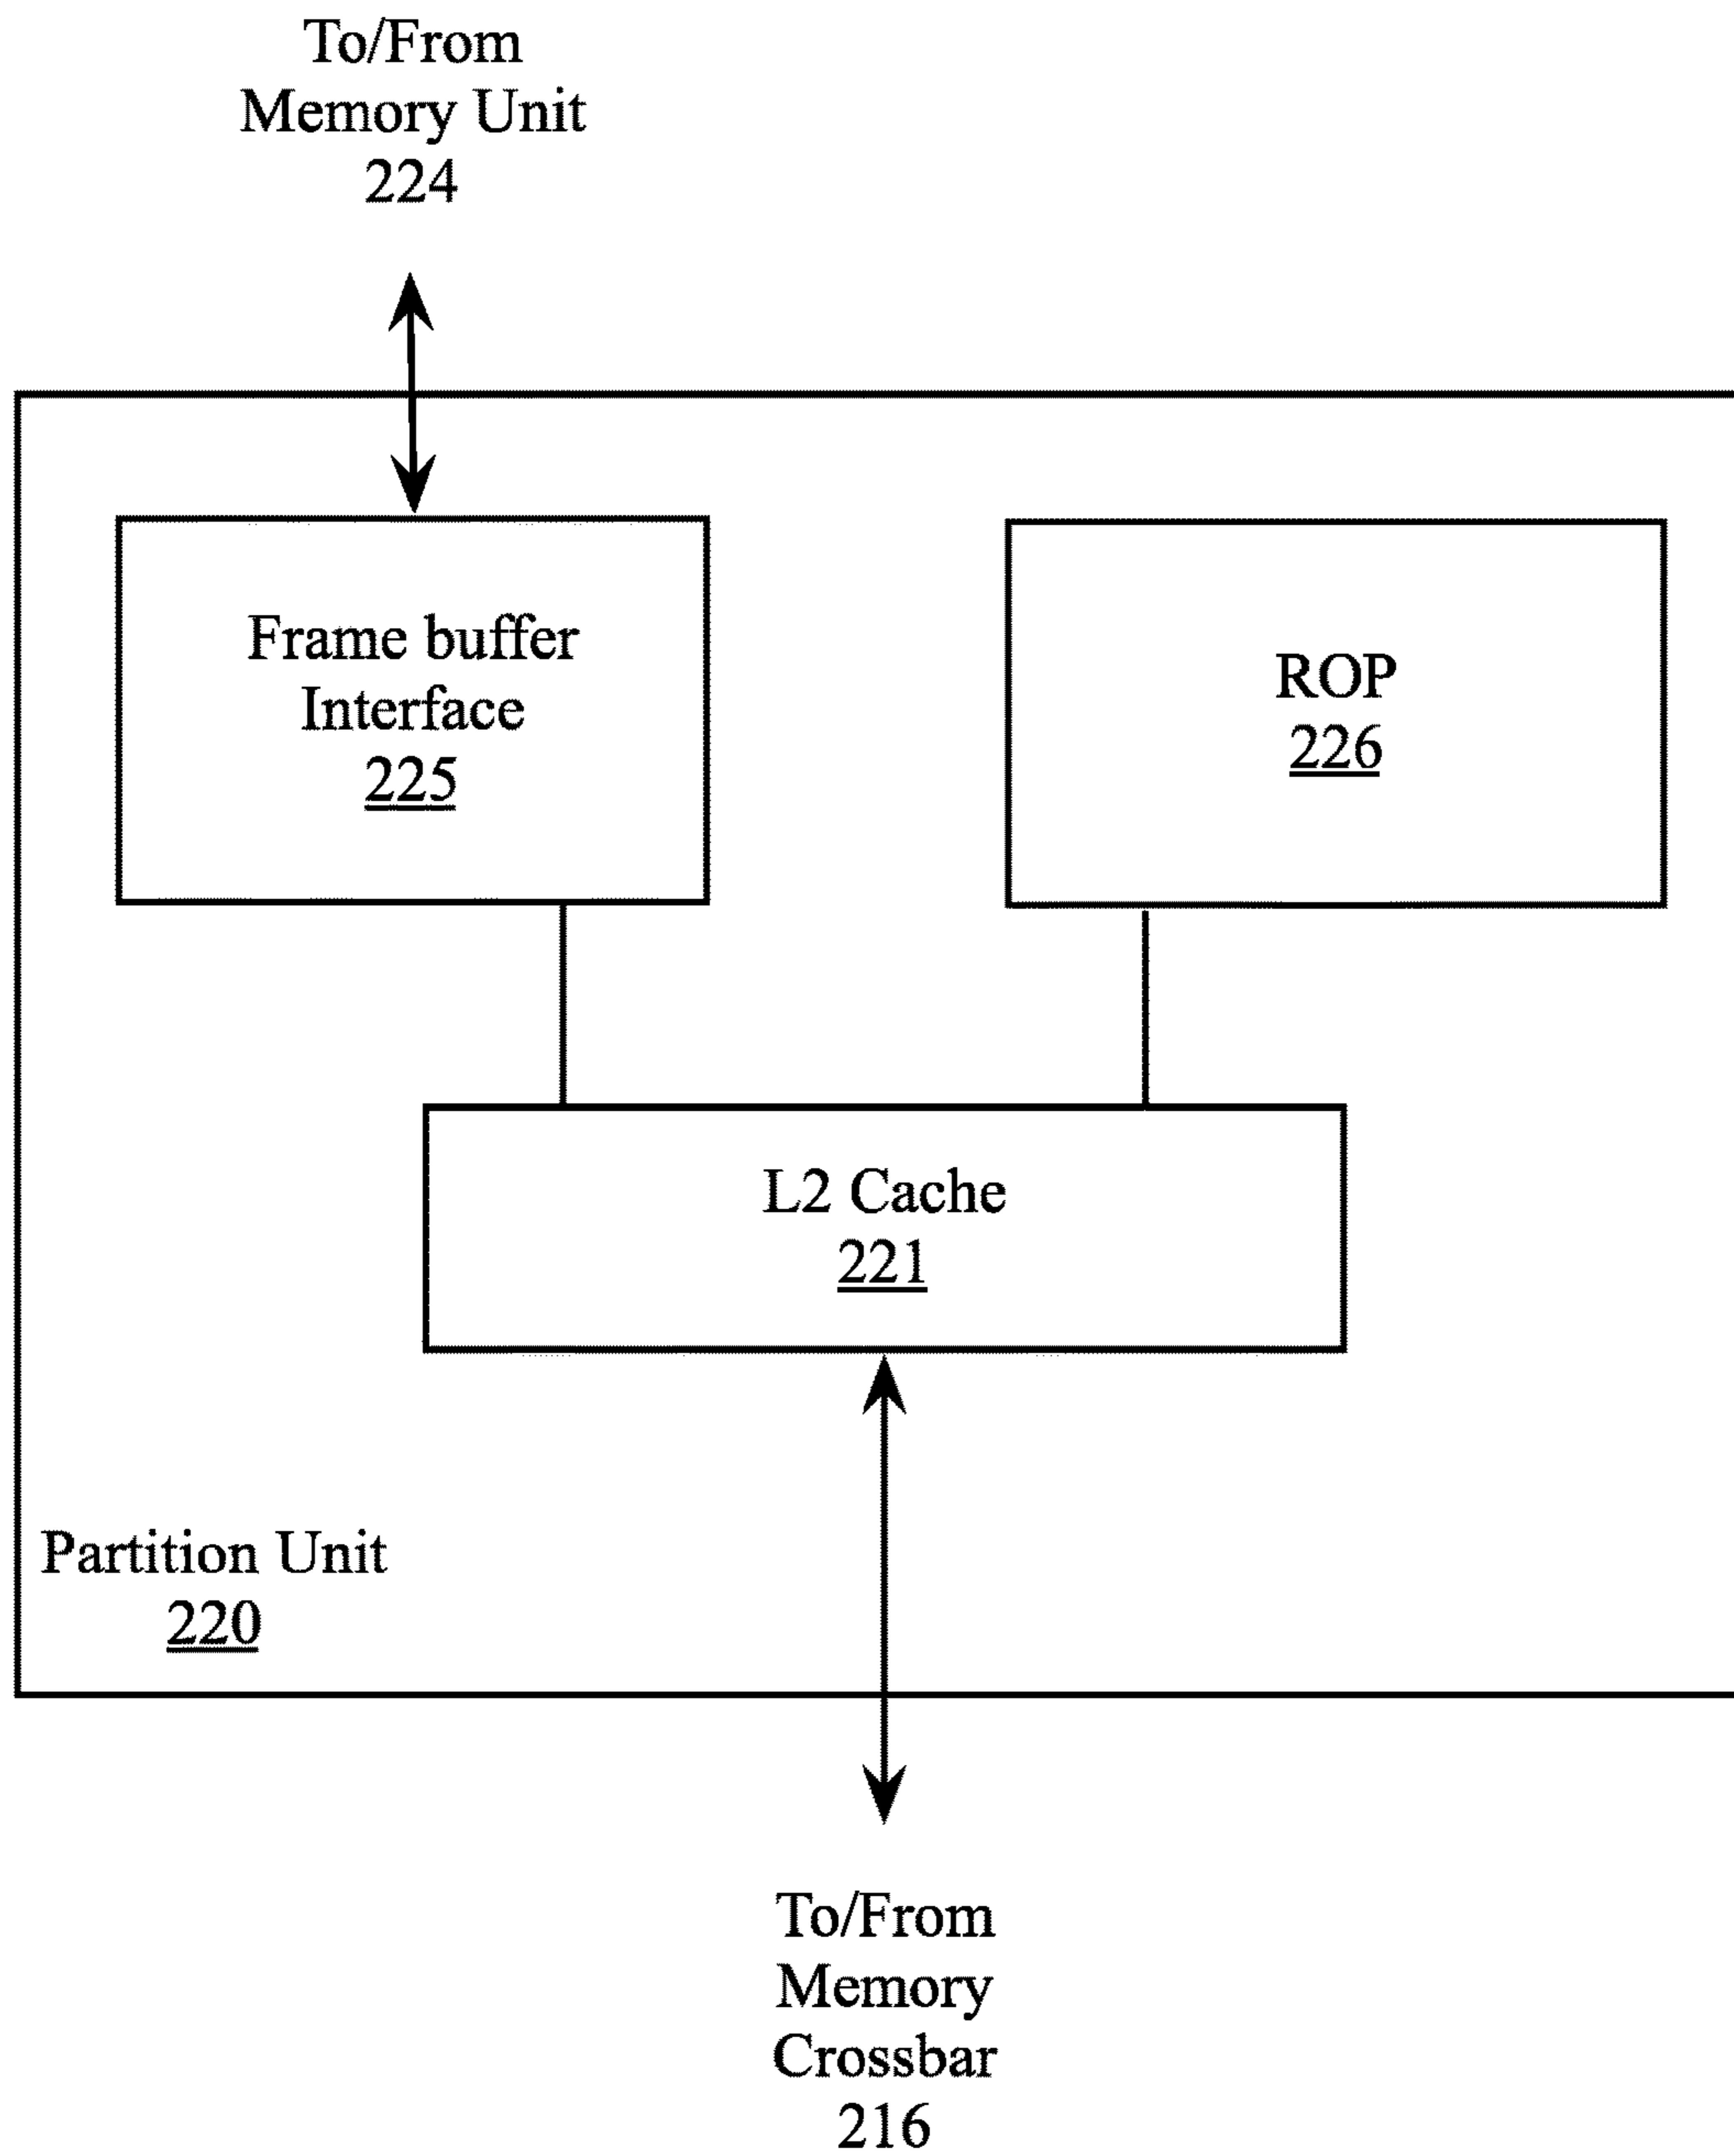 To/From
Memory Unit
224
Frame buffer
Interface
225
ROP
226
L2 Cache
221
Partition Unit
220
To/From
Memory
Crossbar
216